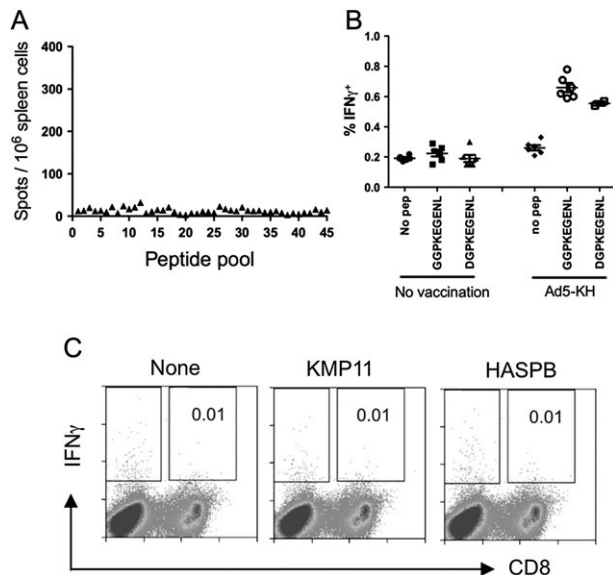 A
Spots / 10⁶ spleen cells
400
300
200
100
0
0 5 10 15 20 25 30 35 40 45
Peptide pool
B
% IFNγ⁺
1.0
0.8
0.6
0.4
0.2
0.0
No pep
GGPKEGENL
DGPKEGENL
no pep
GGPKEGENL
DGPKEGENL
No vaccination
Ad5-KH
C
None
KMP11
HASPB
0.01
0.01
0.01
IFNγ
CD8